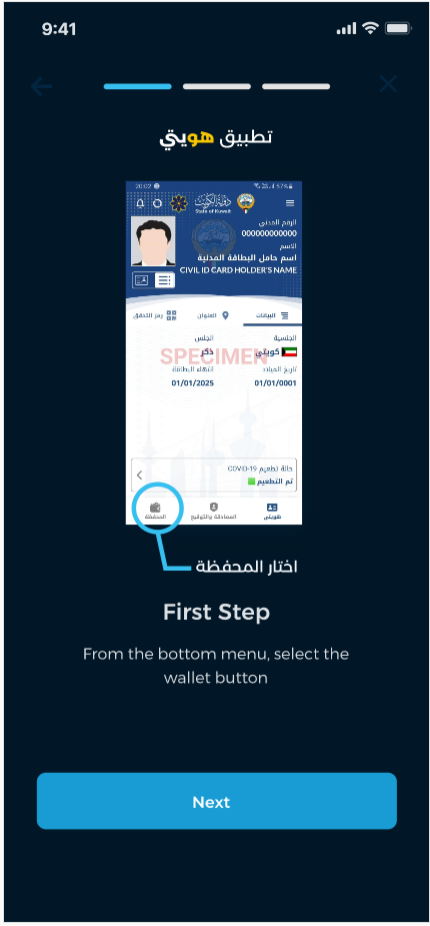 9:41
تطبيق هويتي
20:02
57%
دولة الكويت
State of Kuwait
الرقم المدني
000000000000
الاسم
اسم حامل البطاقة المدنية
CIVIL ID CARD HOLDER'S NAME
البيانات
العنوان
رمز التحقق
الجنسية
الجنس
كويتي
ذكر
SPECIMEN
تاريخ الميلاد
انتهاء البطاقة
01/01/0001
01/01/2025
حالة تطعيم COVID-19
تم التطعيم
هويتي
المصادقة والتوقيع
المحفظة
اختار المحفظة
First Step
From the bottom menu, select the
wallet button
Next